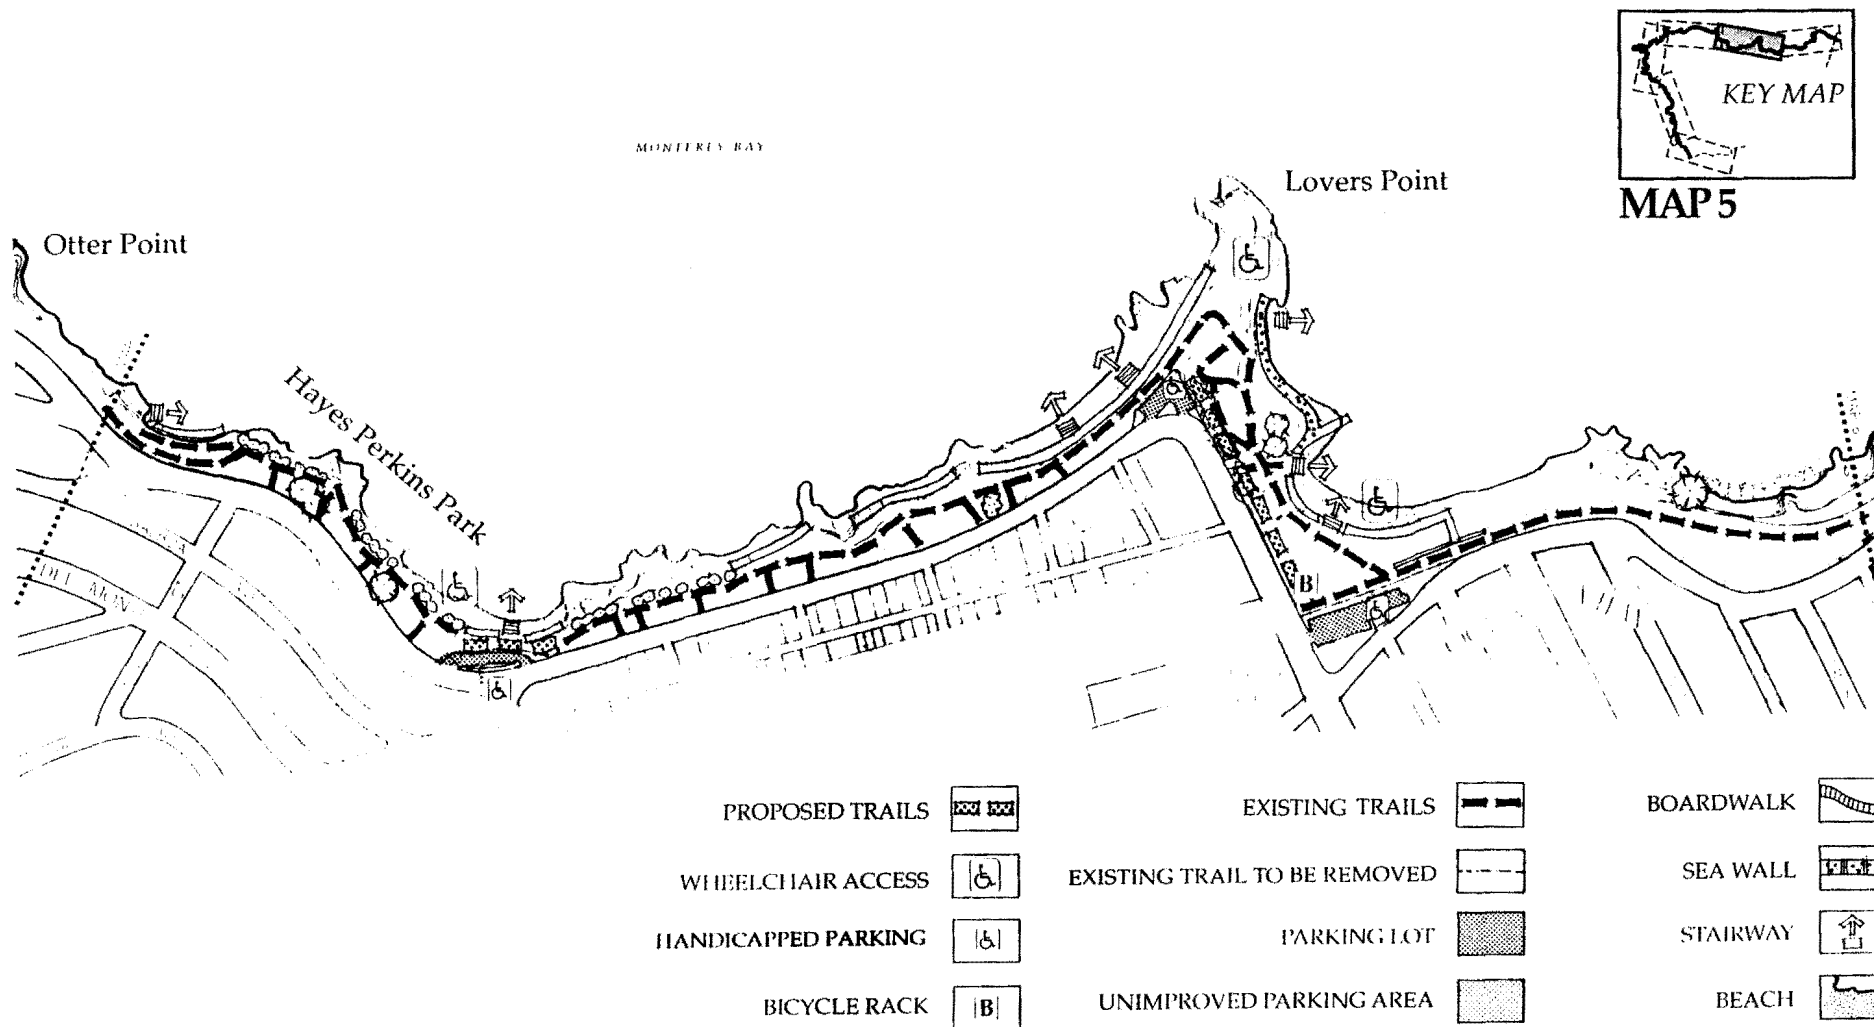 KEY MAP
MAP 5
MONTEREY BAY
Lovers Point
Otter Point
Hayes Perkins Park
DEL MON
B
PROPOSED TRAILS
EXISTING TRAILS
BOARDWALK
WHEELCHAIR ACCESS
EXISTING TRAIL TO BE REMOVED
SEA WALL
HANDICAPPED PARKING
PARKING LOT
STAIRWAY
BICYCLE RACK
B
UNIMPROVED PARKING AREA
BEACH